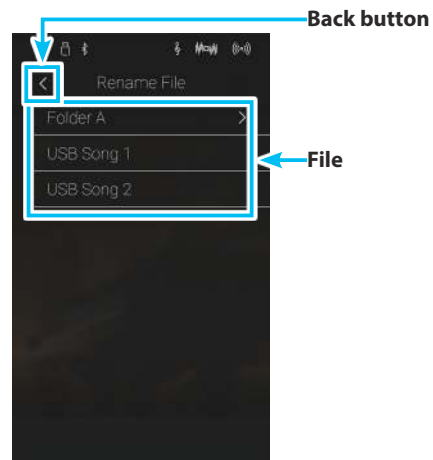 Back button
Rename File
Folder A
USB Song 1
File
USB Song 2